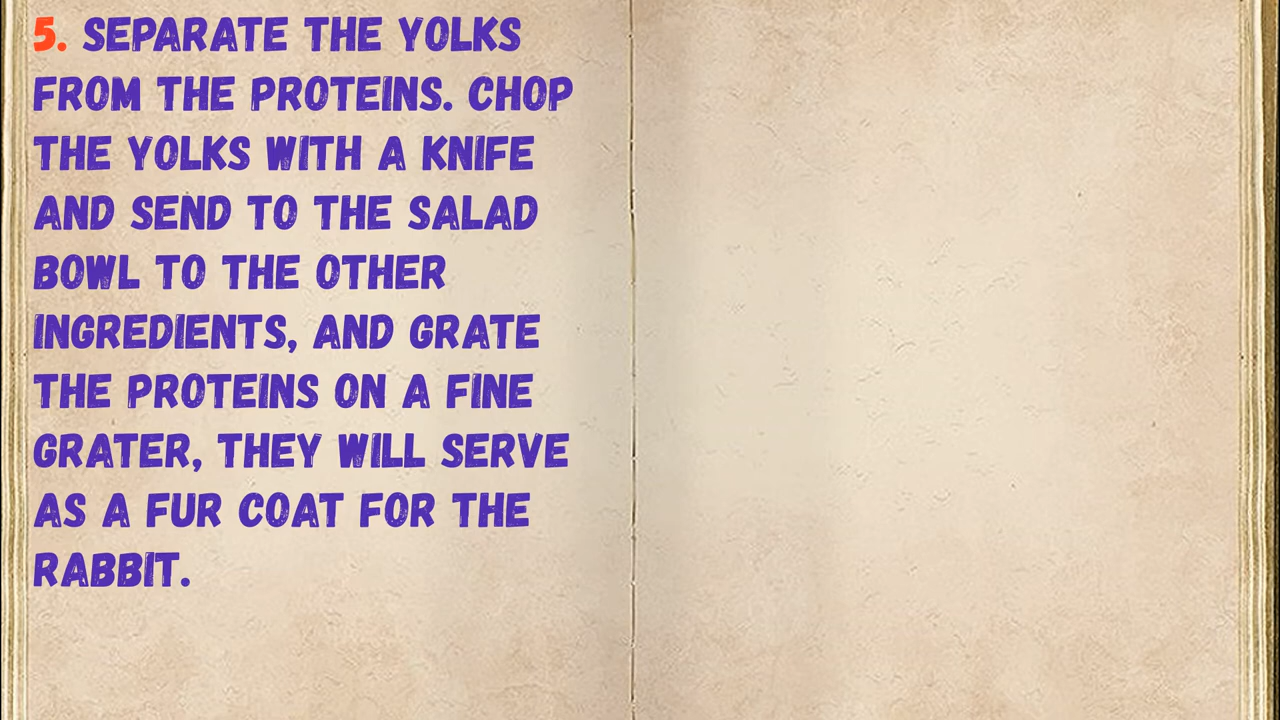 5. SEPARATE THE YOLKS
FROM THE PROTEINS. CHOP
THE YOLKS WITH A KNIFE
AND SEND TO THE SALAD
BOWL TO THE OTHER
INGREDIENTS, AND GRATE
THE PROTEINS ON A FINE
GRATER, THEY WILL SERVE
AS A FUR COAT FOR THE
RABBIT.